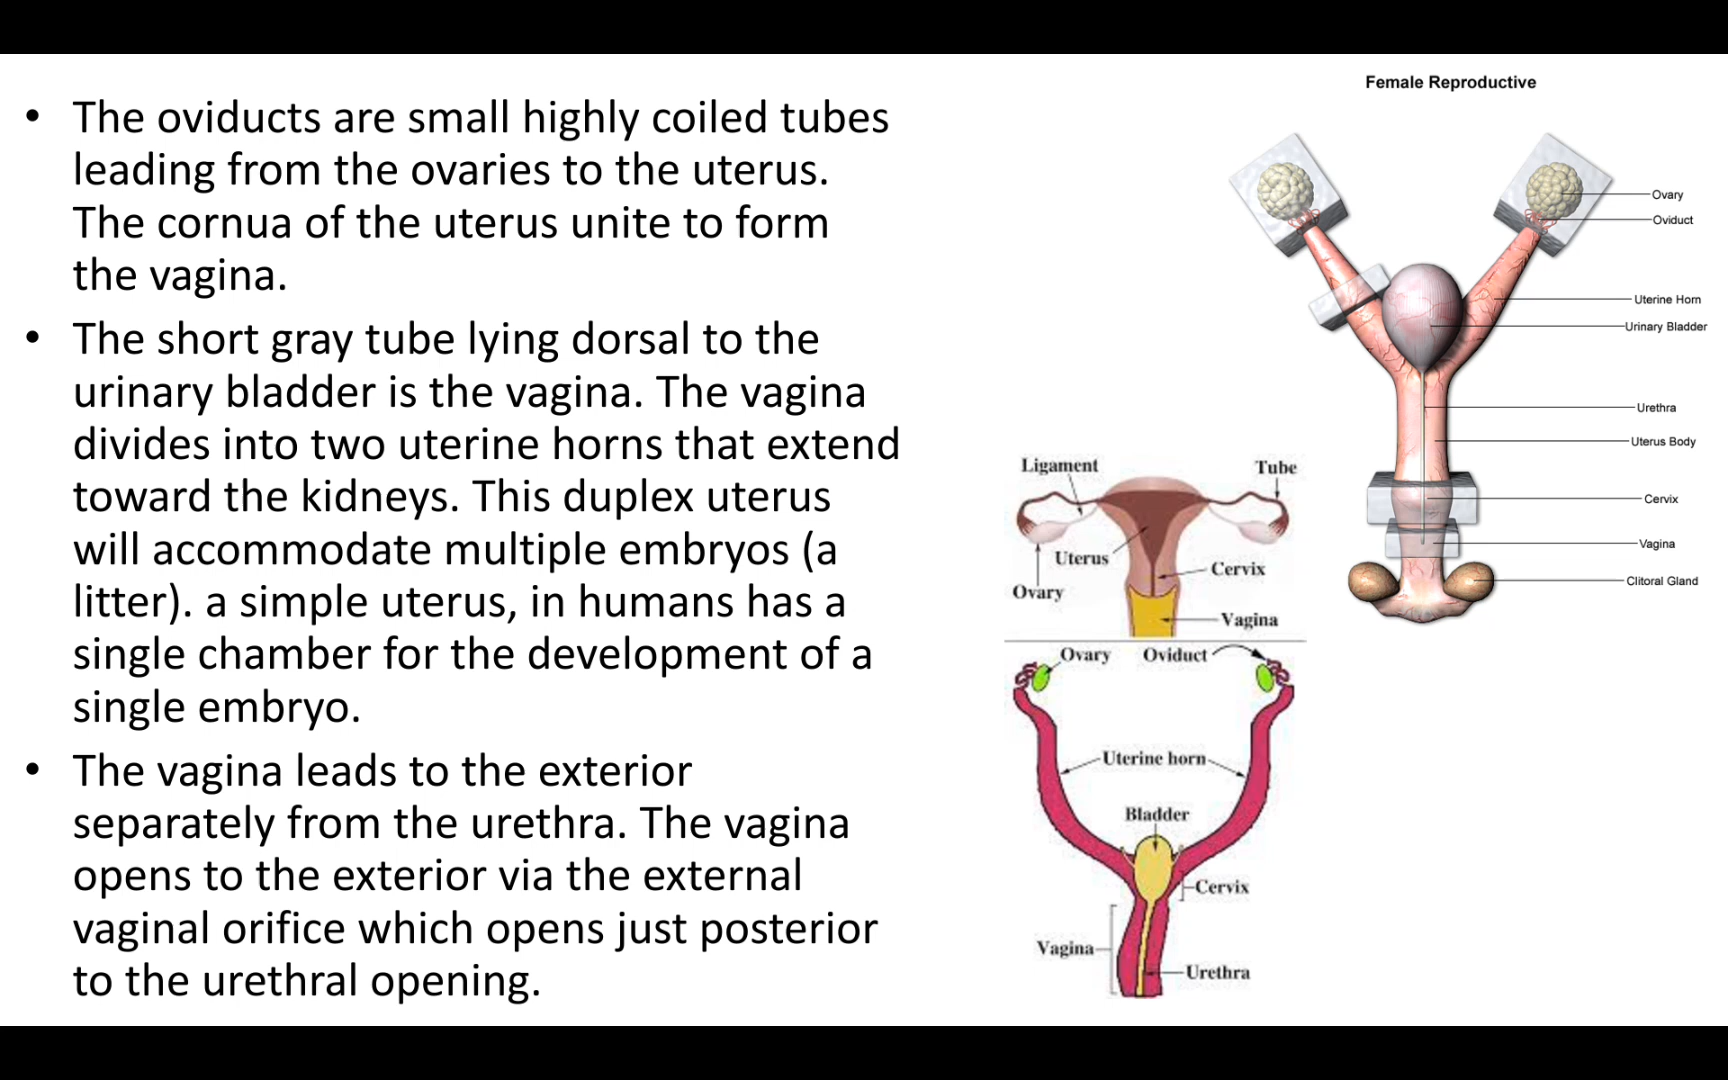 • The oviducts are small highly coiled tubes
leading from the ovaries to the uterus.
The cornua of the uterus unite to form
the vagina.
• The short gray tube lying dorsal to the
urinary bladder is the vagina. The vagina
divides into two uterine horns that extend
toward the kidneys. This duplex uterus
will accommodate multiple embryos (a
litter). a simple uterus, in humans has a
single chamber for the development of a
single embryo.
• The vagina leads to the exterior
separately from the urethra. The vagina
opens to the exterior via the external
vaginal orifice which opens just posterior
to the urethral opening.
Female Reproductive
Ovary
Oviduct
Uterine Horn
Urinary Bladder
Urethra
Uterus Body
Cervix
Vagina
Clitoral Gland
Ligament
Tube
Uterus
Cervix
Ovary
Vagina
Ovary
Oviduct
Uterine horn
Bladder
Cervix
Vagina
Urethra